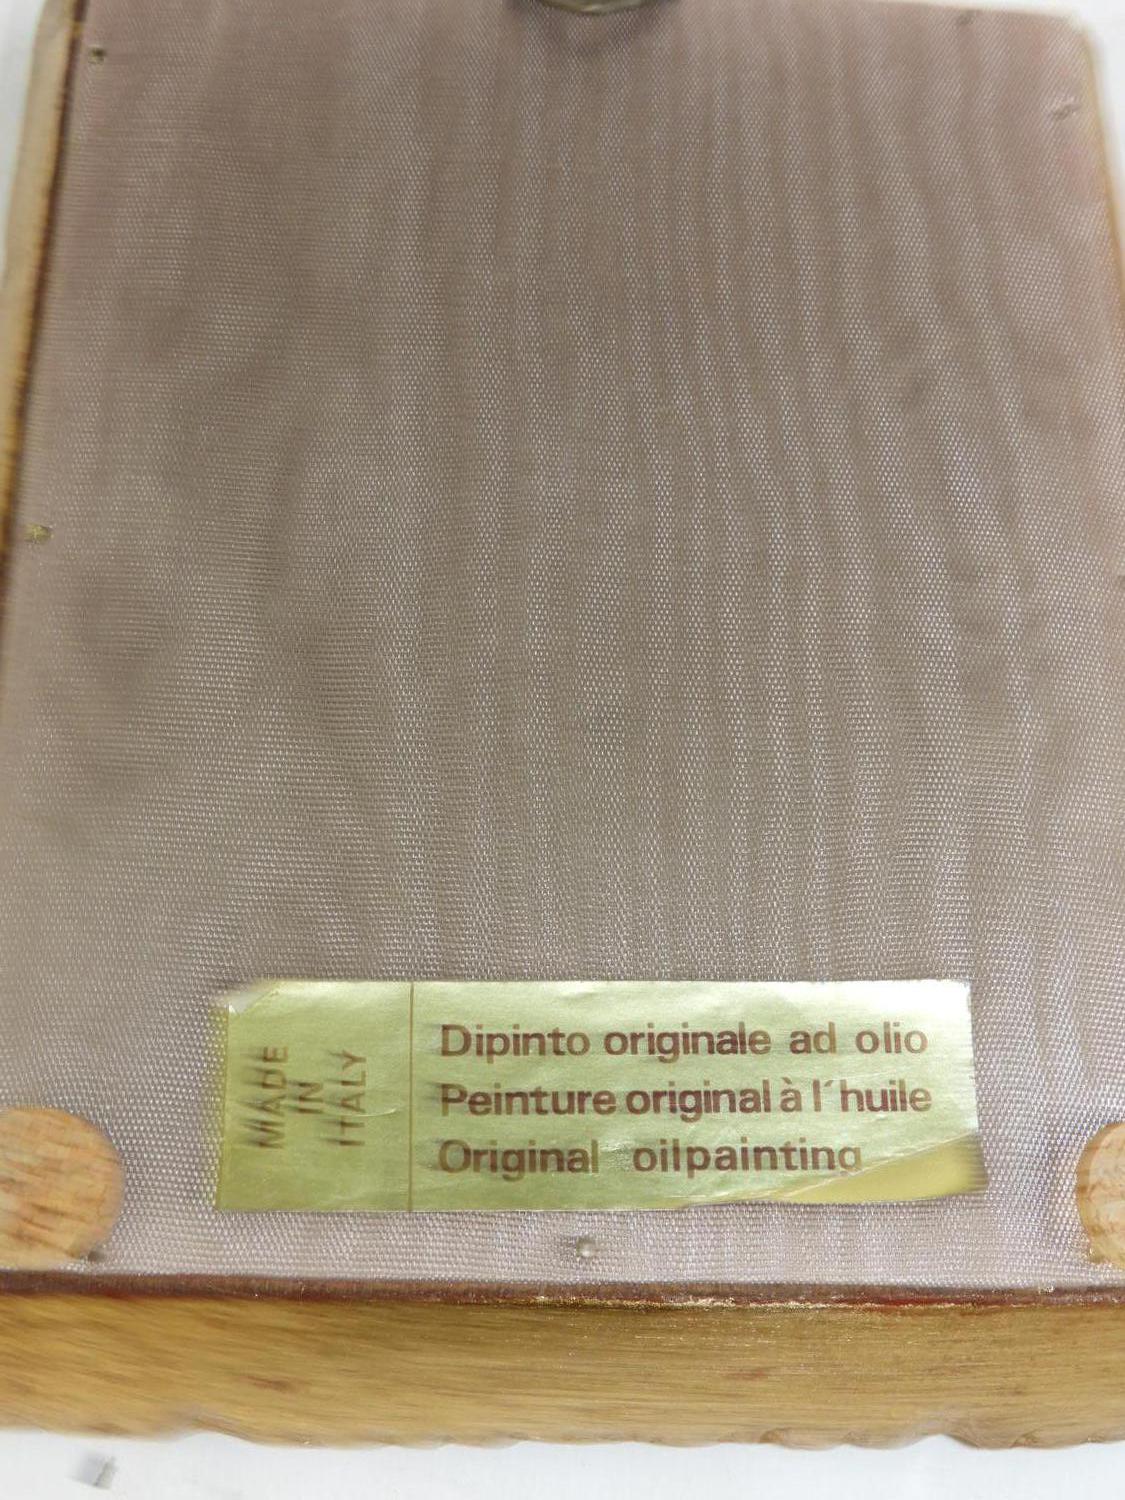 MADE
IN
ITALY
Dipinto originale ad olio
Peinture original à l'huile
Original oilpainting